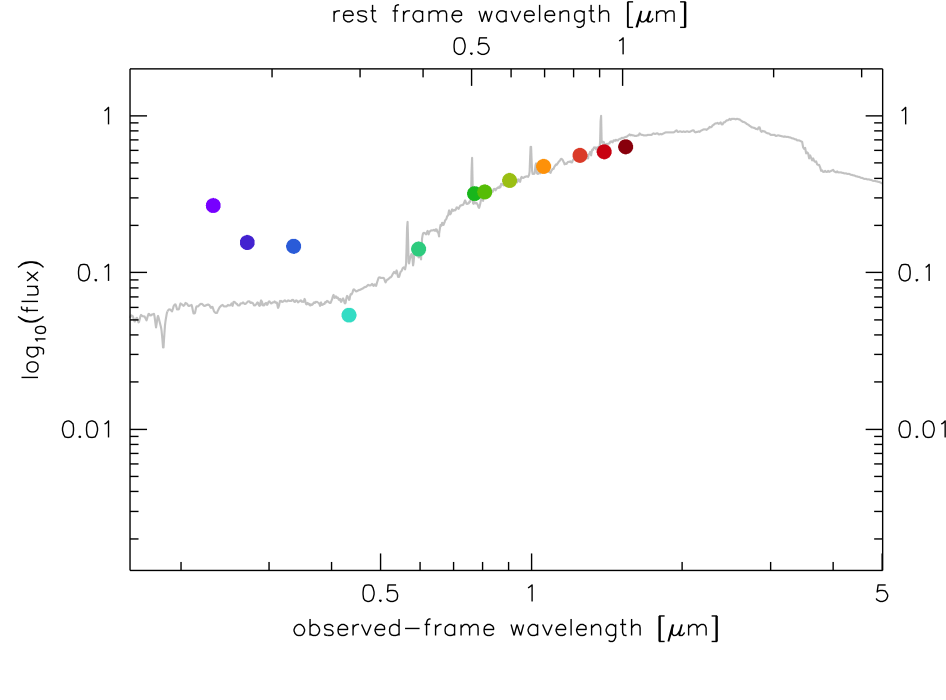 rest frame wavelength [μm]
0.5 1
1 1
0.1 0.1
0.01 0.01
log10(flux)
0.5 1 5
observed-frame wavelength [μm]